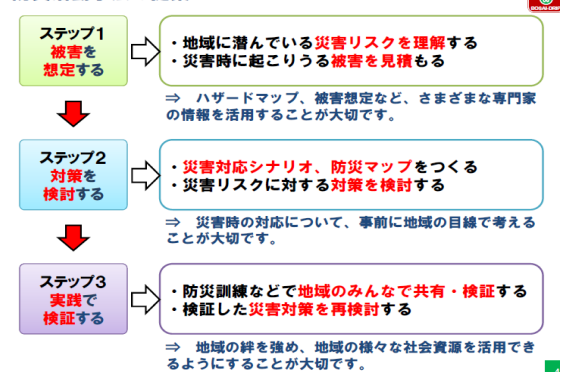 ステップ1
被害を
想定する
・地域に潜んでいる災害リスクを理解する
・災害時に起こりうる被害を見積もる
⇒ ハザードマップ、被害想定など、さまざまな専門家
の情報を活用することが大切です。
ステップ2
対策を
検討する
・災害対応シナリオ、防災マップをつくる
・災害リスクに対する対策を検討する
⇒ 災害時の対応について、事前に地域の目線で考える
ことが大切です。
ステップ3
実践で
検証する
・防災訓練などで地域のみんなで共有・検証する
・検証した災害対策を再検討する
⇒ 地域の絆を強め、地域の様々な社会資源を活用でき
るようにすることが大切です。